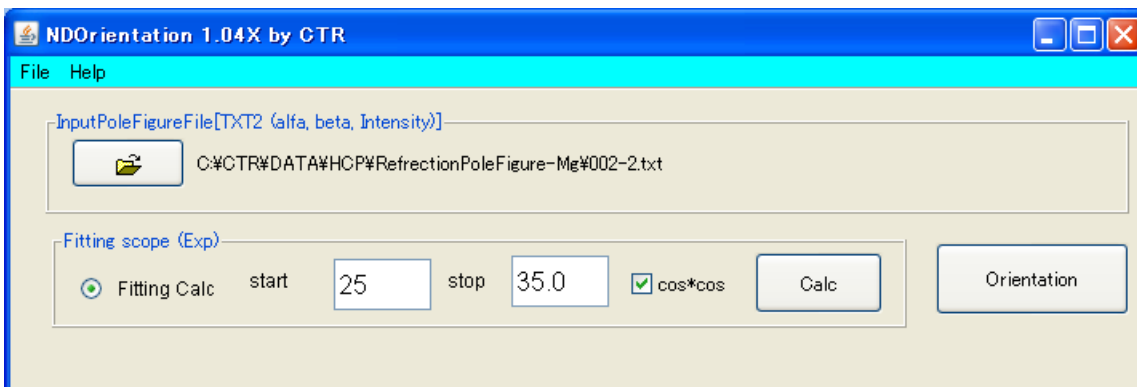 NDOrientation 1.04X by CTR
File Help
InputPoleFigureFile[TXT2 (alfa, beta, Intensity)]
C:¥CTR¥DATA¥HCP¥RefrectionPoleFigure-Mg¥002-2.txt
Fitting scope (Exp)
Fitting Calc start 25 stop 35.0 cos*cos Calc Orientation